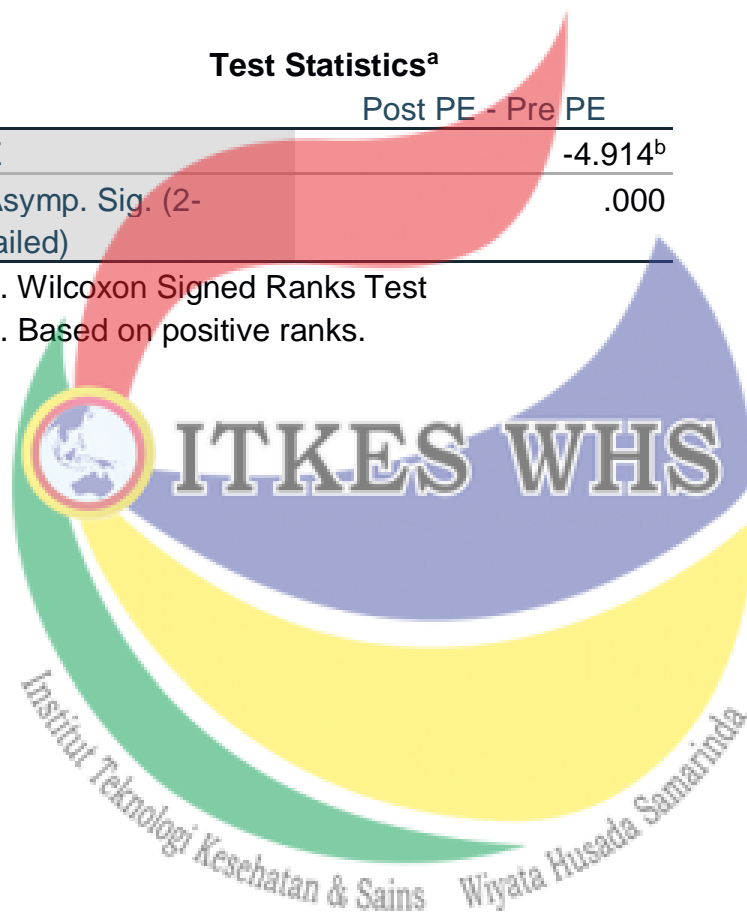 Test Statisticsᵃ
Post PE - Pre PE
-4.914ᵇ
Asymp. Sig. (2- .000
ailed)
. Wilcoxon Signed Ranks Test
. Based on positive ranks.
ITKES WHS
Institut Teknologi Kesehatan & Sains Wiyata Husada Samarinda